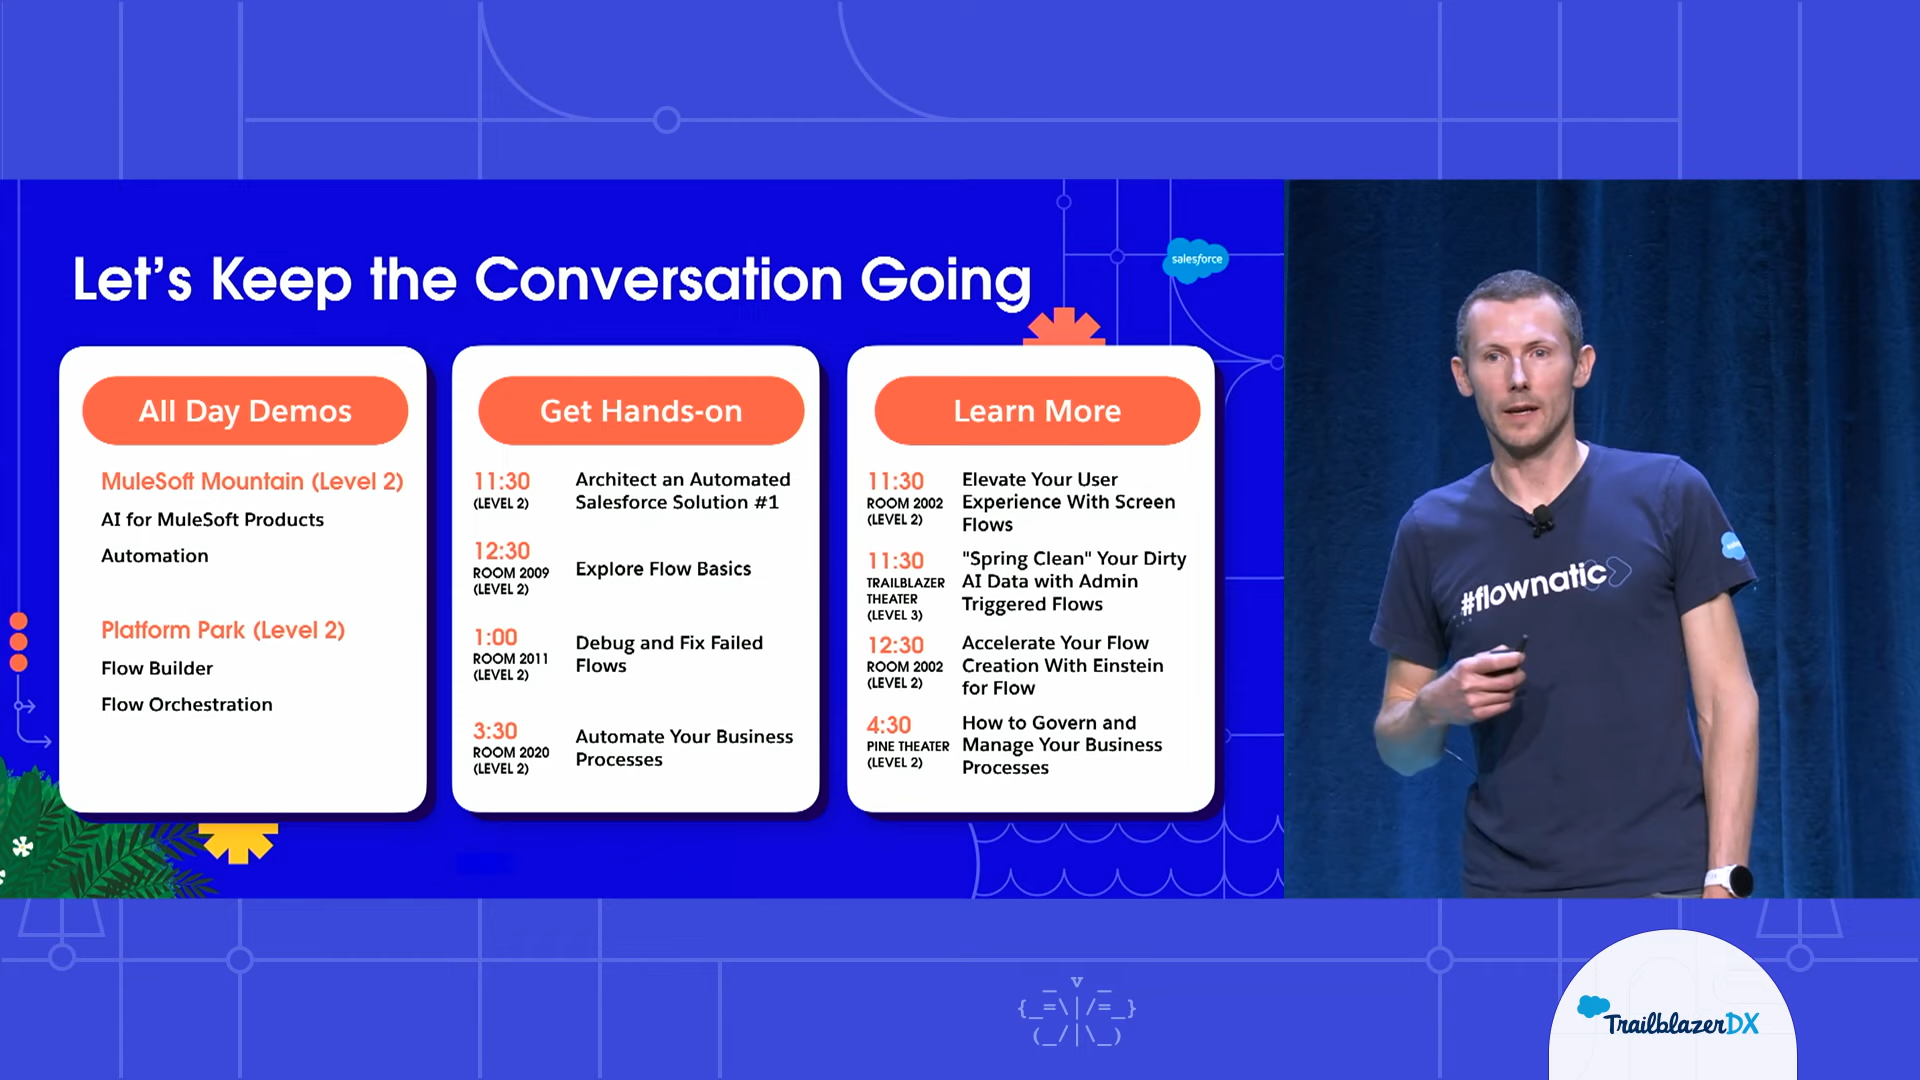 Let's Keep the Conversation Going
salesforce
All Day Demos
MuleSoft Mountain (Level 2)
AI for MuleSoft Products
Automation
Platform Park (Level 2)
Flow Builder
Flow Orchestration
Get Hands-on
11:30
(LEVEL 2)
Architect an Automated
Salesforce Solution #1
12:30
ROOM 2009
(LEVEL 2)
Explore Flow Basics
1:00
ROOM 2011
(LEVEL 2)
Debug and Fix Failed
Flows
3:30
ROOM 2020
(LEVEL 2)
Automate Your Business
Processes
Learn More
11:30
ROOM 2002
(LEVEL 2)
Elevate Your User
Experience With Screen
Flows
11:30
TRAILBLAZER
THEATER
(LEVEL 3)
"Spring Clean" Your Dirty
AI Data with Admin
Triggered Flows
12:30
ROOM 2002
(LEVEL 2)
Accelerate Your Flow
Creation With Einstein
for Flow
4:30
PINE THEATER
(LEVEL 2)
How to Govern and
Manage Your Business
Processes
#flownatic
TrailblazerDX